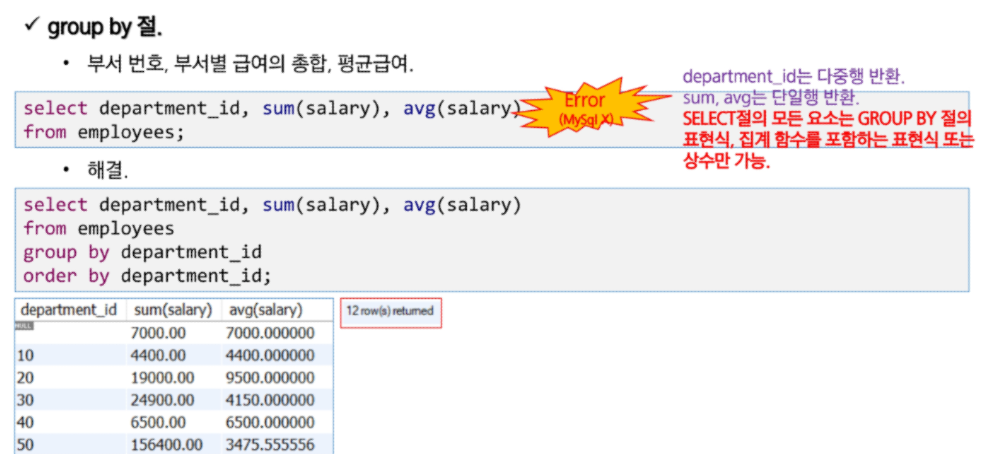 ✓ group by 절.
• 부서 번호, 부서별 급여의 총합, 평균급여.
department_id는 다중행 반환.
sum, avg는 단일행 반환.
SELECT절의 모든 요소는 GROUP BY 절의
표현식, 집계 함수를 포함하는 표현식 또는
상수만 가능.
select department_id, sum(salary), avg(salary)
from employees;
Error
(MySql X)
• 해결.
select department_id, sum(salary), avg(salary)
from employees
group by department_id
order by department_id;
department_id sum(salary) avg(salary)
NULL 7000.00 7000.000000
10 4400.00 4400.000000
20 19000.00 9500.000000
30 24900.00 4150.000000
40 6500.00 6500.000000
50 156400.00 3475.555556
12 row(s) returned